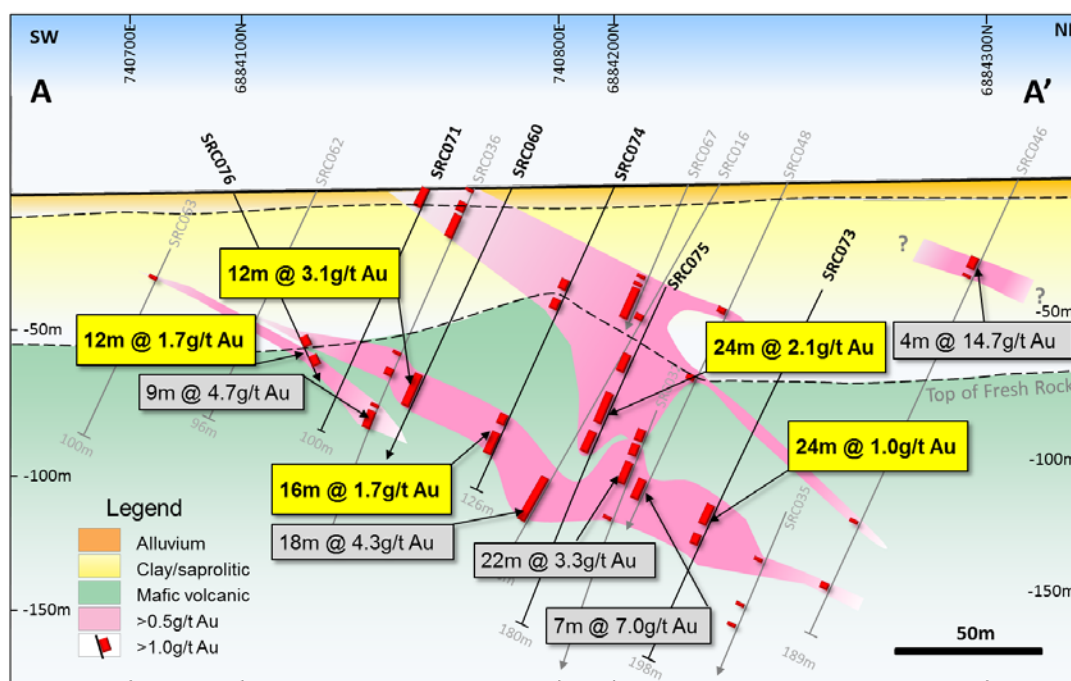 SW
740700E
6884100N
740800E
6884200N
6884300N
A
A'
SRC076
SRC062
SRC071
SRC036
SRC060
SRC074
SRC067
SRC016
SRC048
SRC046
SRC063
SRC075
SRC073
?
?
12m @ 3.1g/t Au
12m @ 1.7g/t Au
9m @ 4.7g/t Au
24m @ 2.1g/t Au
4m @ 14.7g/t Au
-50m
-50m
Top of Fresh Rock
100m
96m
100m
24m @ 1.0g/t Au
16m @ 1.7g/t Au
126m
-100m
-100m
18m @ 4.3g/t Au
22m @ 3.3g/t Au
SRC035
7m @ 7.0g/t Au
180m
198m
189m
-150m
-150m
50m
Legend
Alluvium
Clay/saprolitic
Mafic volcanic
>0.5g/t Au
>1.0g/t Au